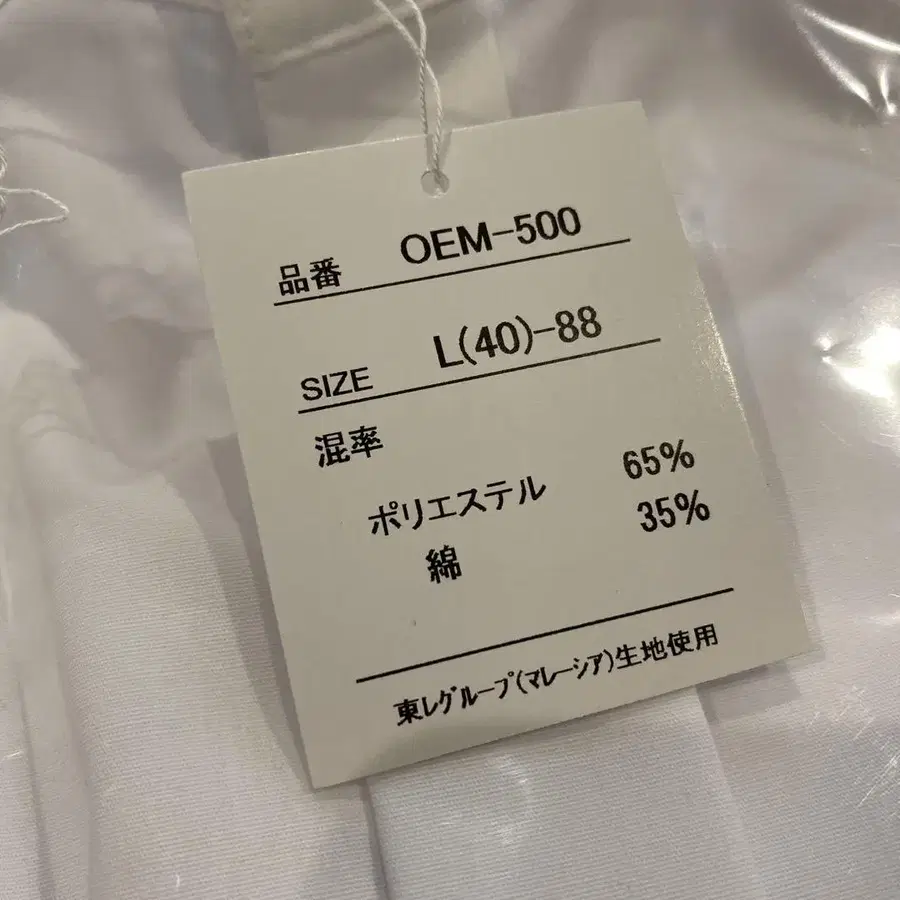 品番 OEM-500
SIZE L(40)-88
混率
ポリエステル 65%
綿 35%
東レグループ(マレーシア)生地使用